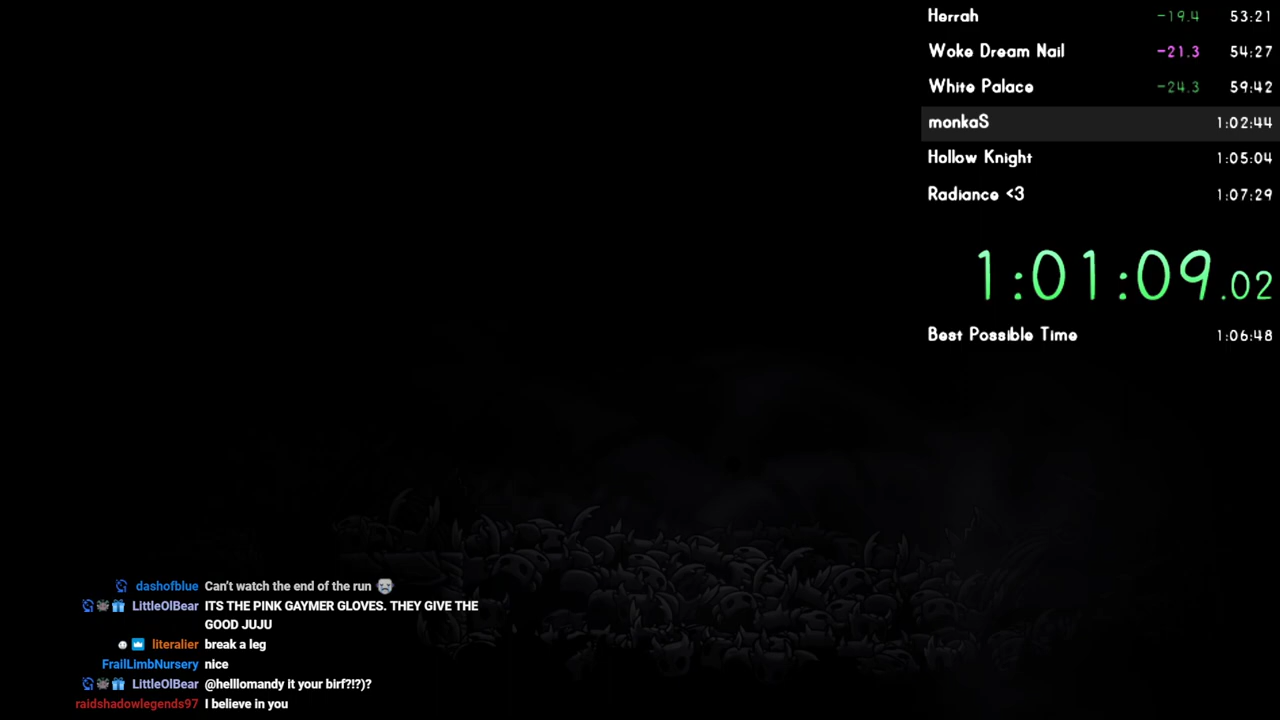 Herrah -19.4 53:21
Woke Dream Nail -21.3 54:27
White Palace -24.3 59:42
monkaS 1:02:44
Hollow Knight 1:05:04
Radiance <3 1:07:29
1:01:09.02
Best Possible Time 1:06:48
dashofblue Can't watch the end of the run
LittleOlBear ITS THE PINK GAYMER GLOVES. THEY GIVE THE
GOOD JUJU
literalier break a leg
FrailLimbNursery nice
LittleOlBear @helllomandy it your birf?!?)?
raidshadowlegends97 I believe in you